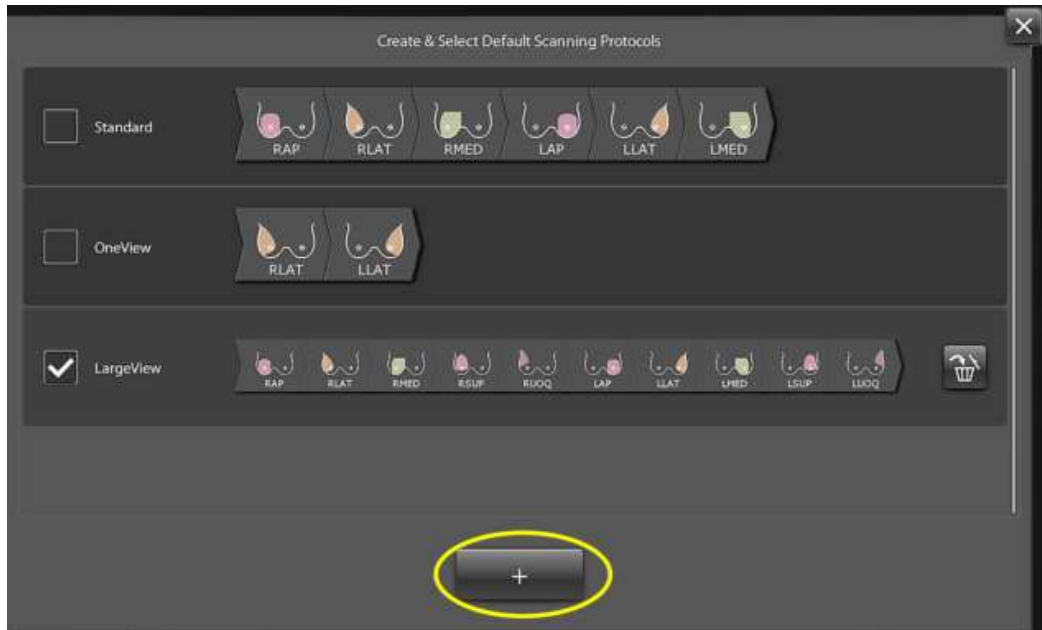 Create & Select Default Scanning Protocols
Standard
RAP RLAT RMED LAP LLAT LMED
OneView
RLAT LLAT
LargeView
RAP RLAT RMED RSUP RUOQ LAP LLAT LMED LSUP LUOQ
+